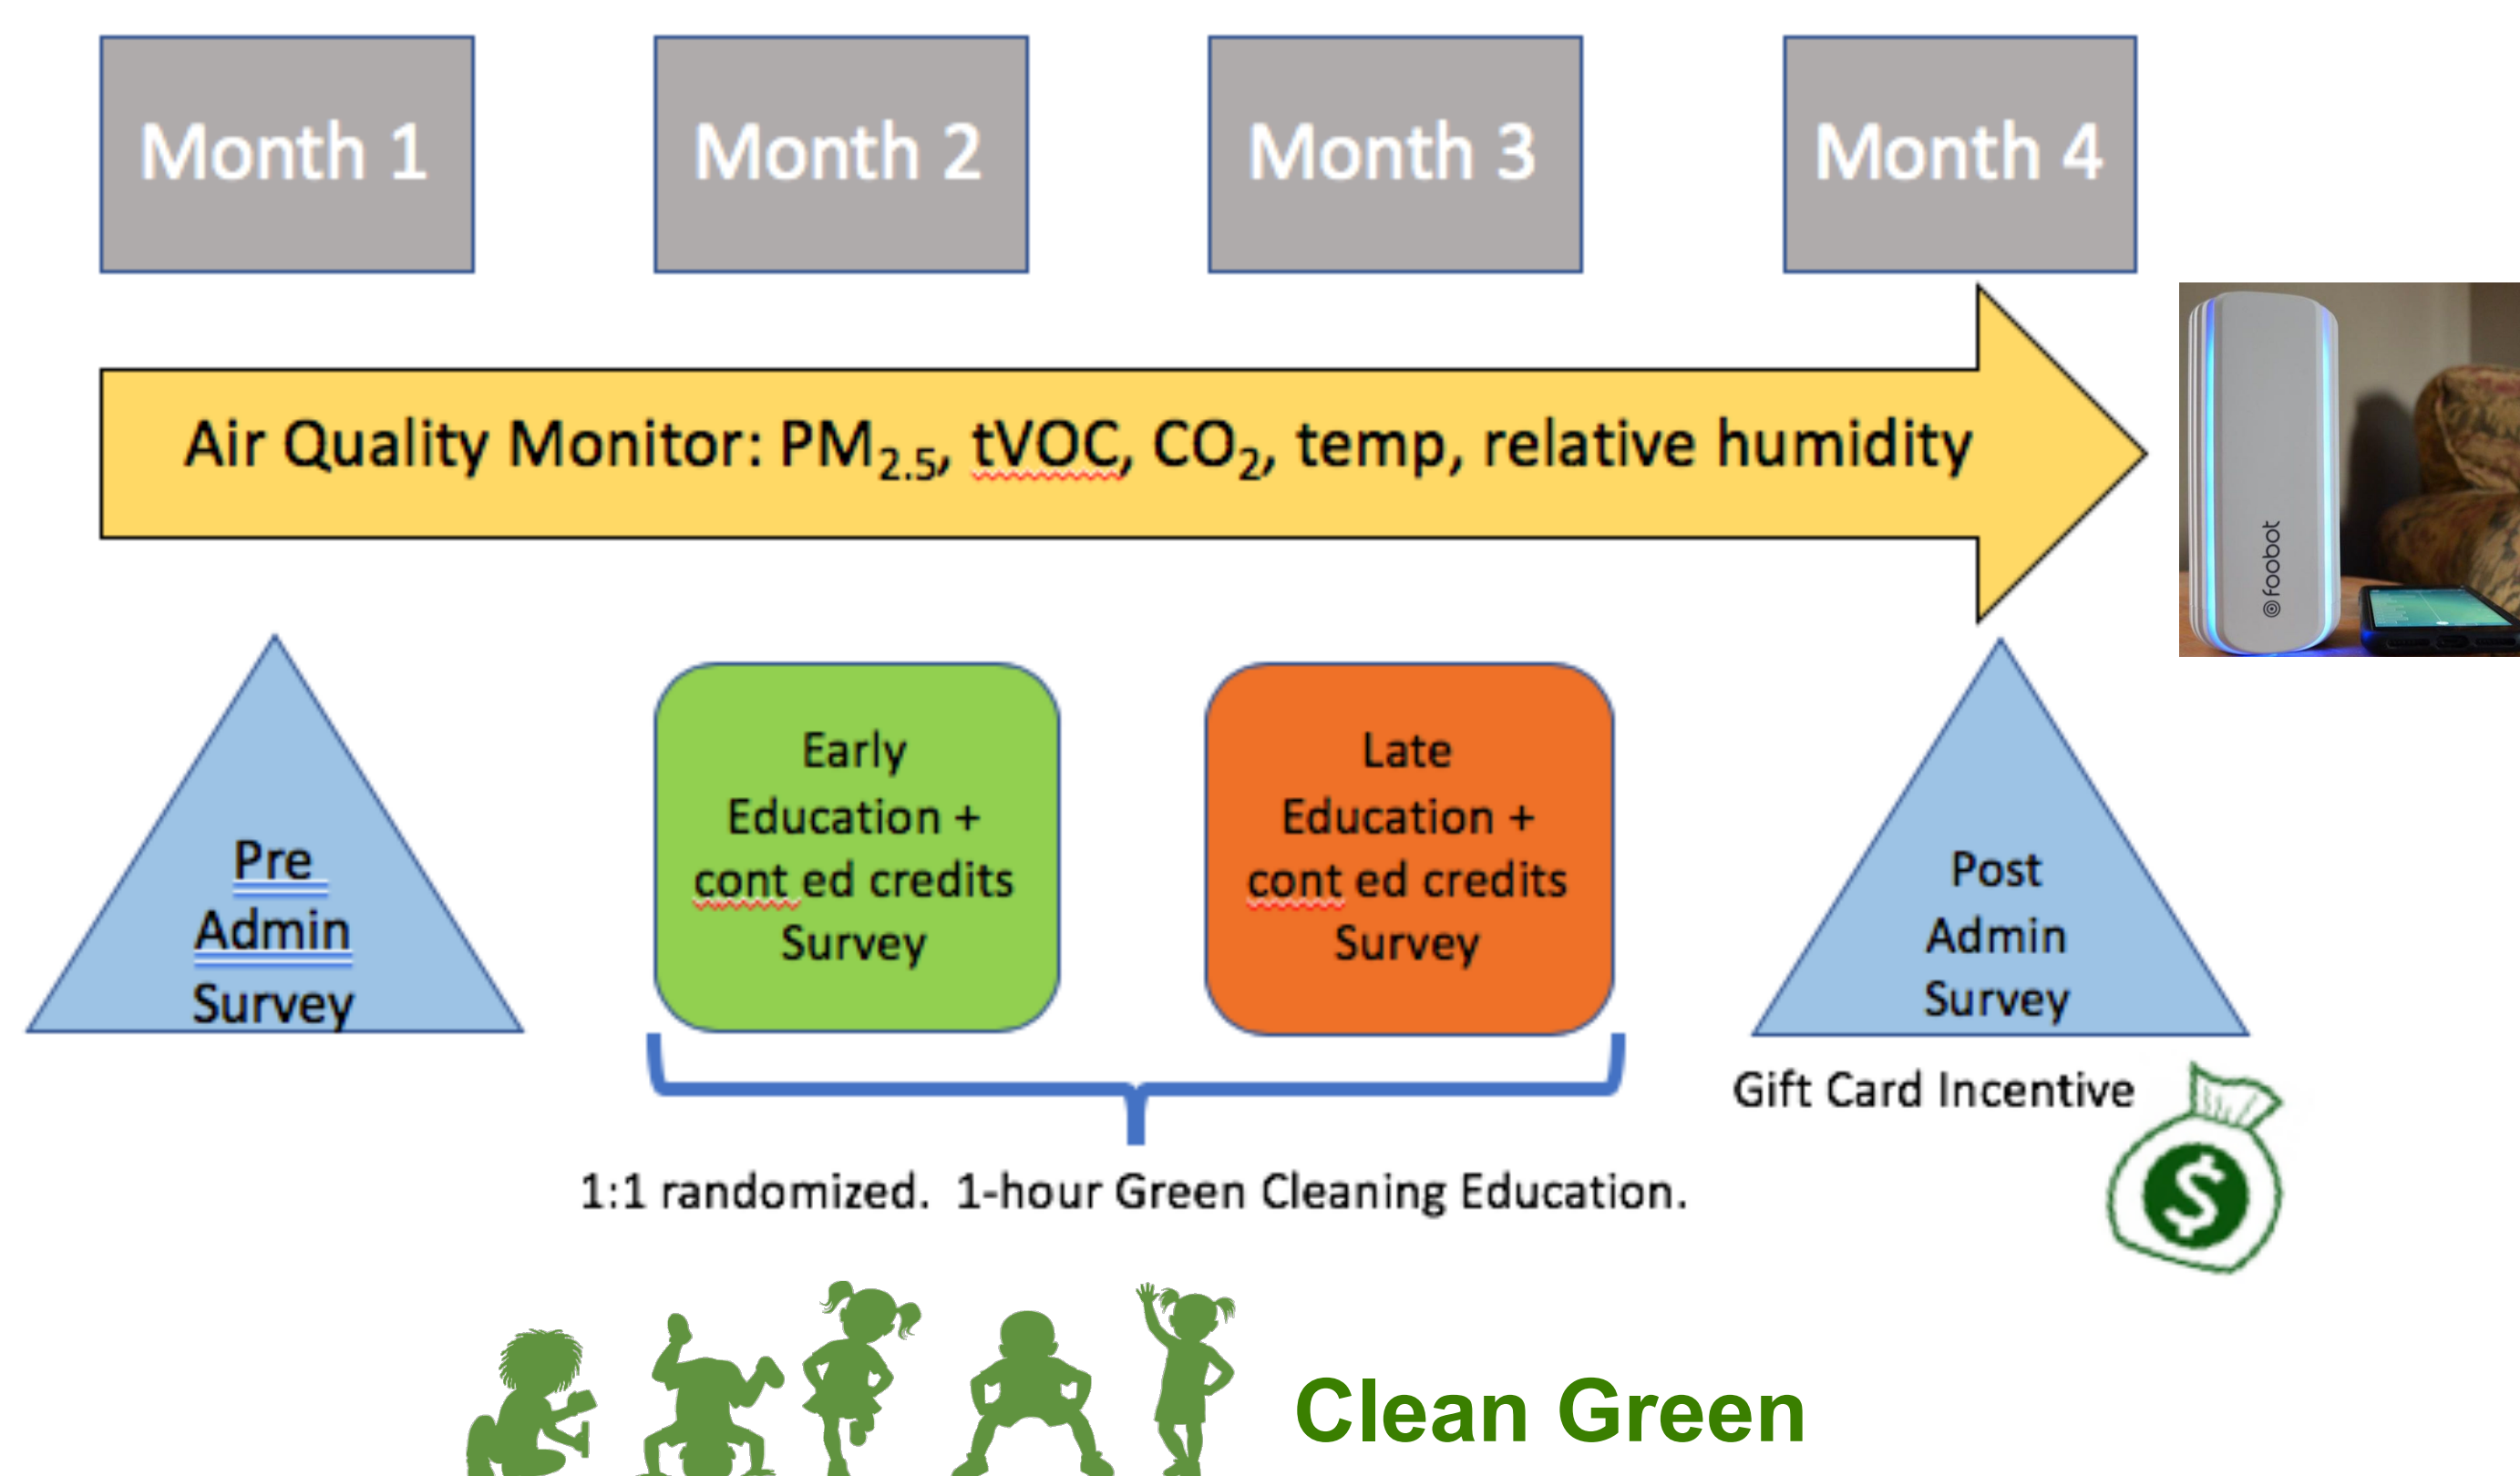 Month 1
Month 2
Month 3
Month 4
Air Quality Monitor: PM2.5, tVOC, CO2, temp, relative humidity
foobot
Pre
Admin
Survey
Early
Education +
cont ed credits
Survey
Late
Education +
cont ed credits
Survey
Post
Admin
Survey
Gift Card Incentive
$
1:1 randomized.  1-hour Green Cleaning Education.
Clean Green